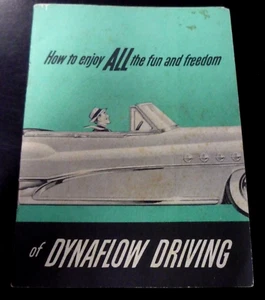 How to enjoy ALL the fun and freedom
of DYNAFLOW DRIVING